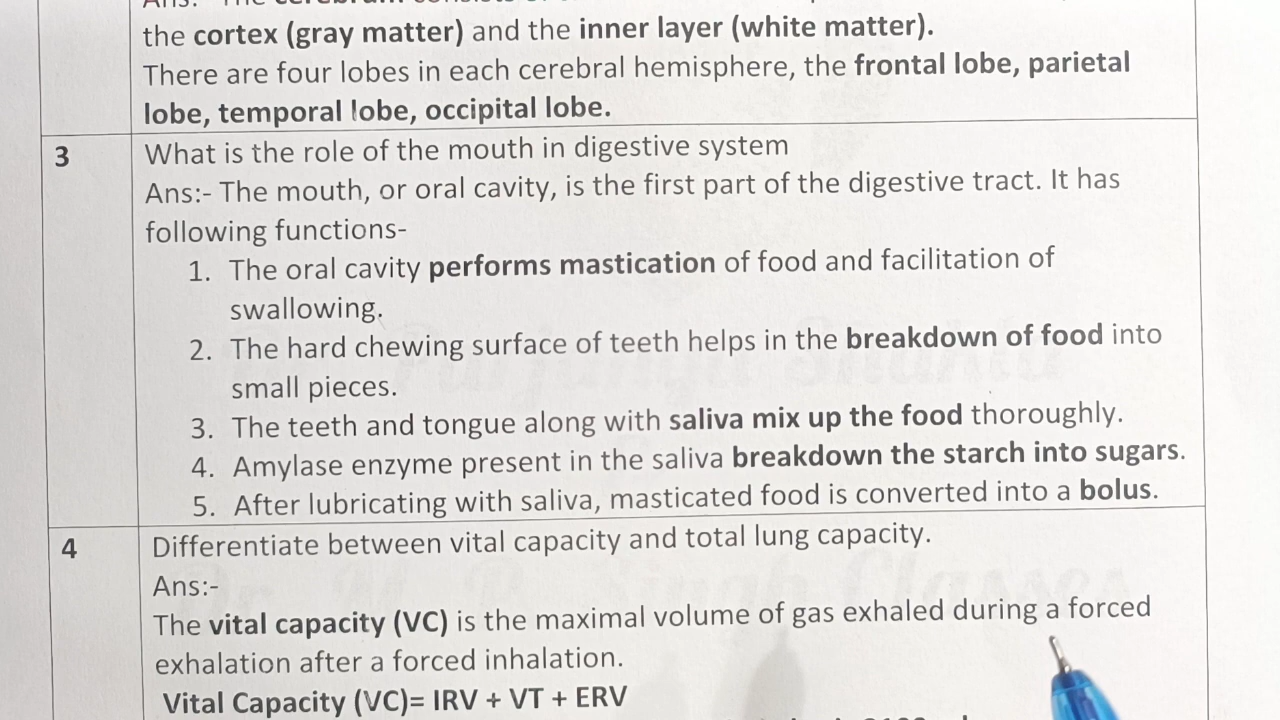 the cortex (gray matter) and the inner layer (white matter).
There are four lobes in each cerebral hemisphere, the frontal lobe, parietal
lobe, temporal lobe, occipital lobe.
3
What is the role of the mouth in digestive system
Ans:- The mouth, or oral cavity, is the first part of the digestive tract. It has
following functions-
1. The oral cavity performs mastication of food and facilitation of
swallowing.
2. The hard chewing surface of teeth helps in the breakdown of food into
small pieces.
3. The teeth and tongue along with saliva mix up the food thoroughly.
4. Amylase enzyme present in the saliva breakdown the starch into sugars.
5. After lubricating with saliva, masticated food is converted into a bolus.
4
Differentiate between vital capacity and total lung capacity.
Ans:-
The vital capacity (VC) is the maximal volume of gas exhaled during a forced
exhalation after a forced inhalation.
Vital Capacity (VC)= IRV + VT + ERV